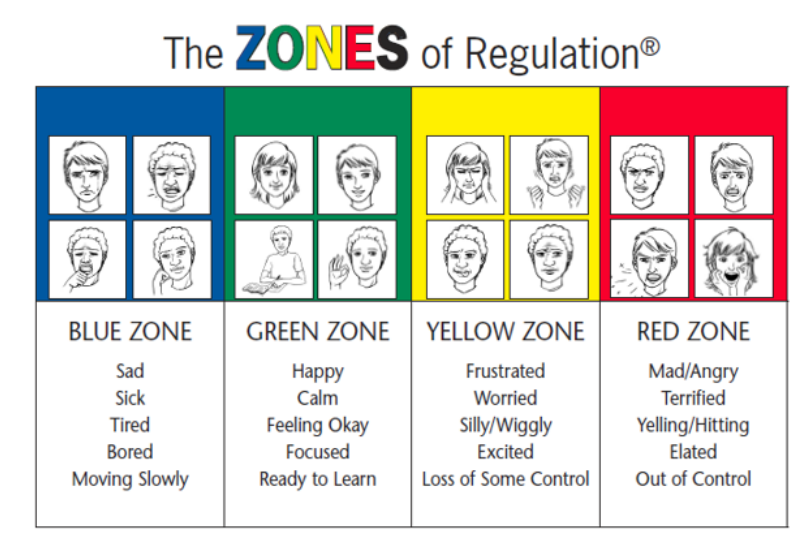 The ZONES of Regulation®
BLUE ZONE
Sad
Sick
Tired
Bored
Moving Slowly
GREEN ZONE
Happy
Calm
Feeling Okay
Focused
Ready to Learn
YELLOW ZONE
Frustrated
Worried
Silly/Wiggly
Excited
Loss of Some Control
RED ZONE
Mad/Angry
Terrified
Yelling/Hitting
Elated
Out of Control